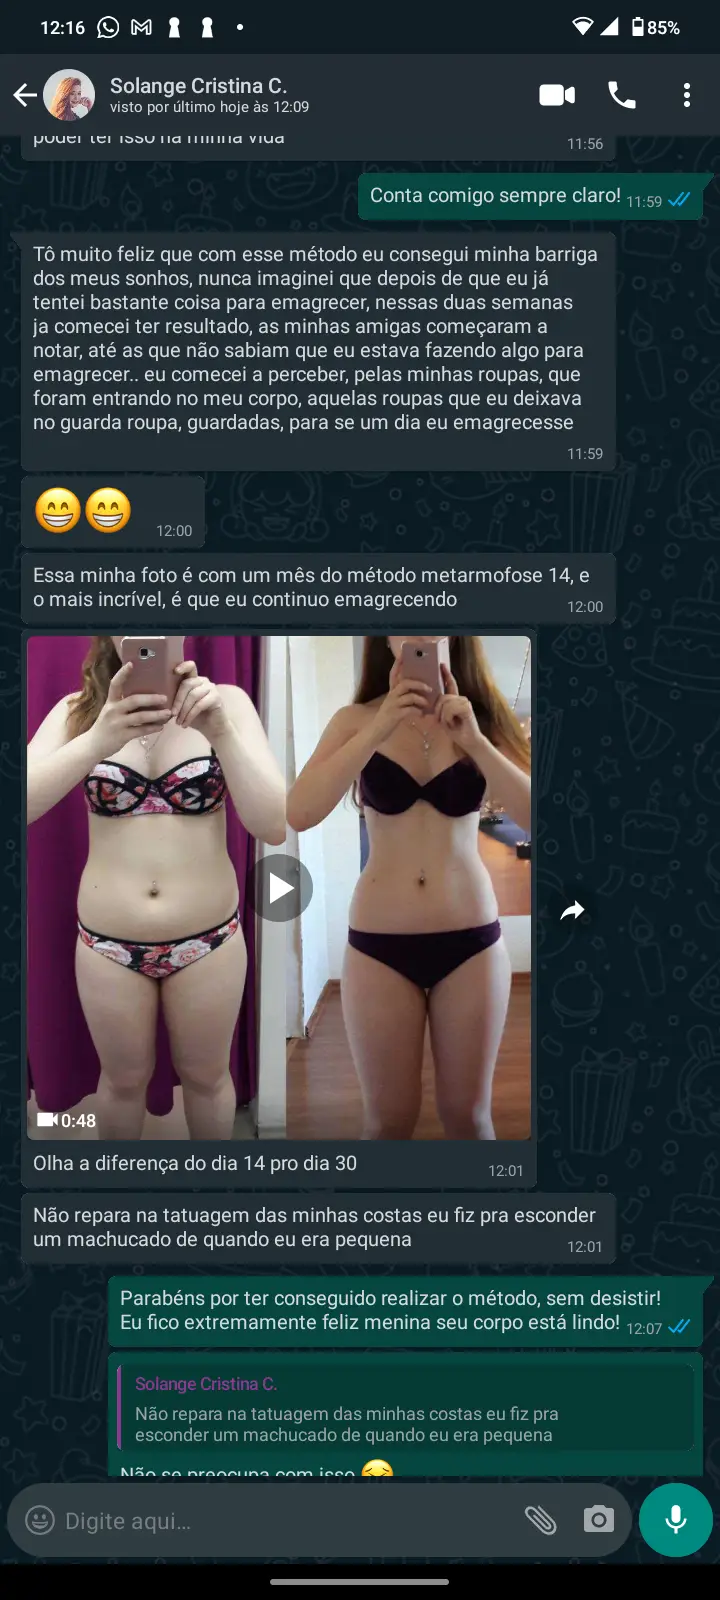 12:16
85%
Solange Cristina C.
visto por último hoje às 12:09
poder ter isso na minha vida
11:56
Conta comigo sempre claro! 11:59
Tô muito feliz que com esse método eu consegui minha barriga
dos meus sonhos, nunca imaginei que depois de que eu já
tentei bastante coisa para emagrecer, nessas duas semanas
ja comecei ter resultado, as minhas amigas começaram a
notar, até as que não sabiam que eu estava fazendo algo para
emagrecer.. eu comecei a perceber, pelas minhas roupas, que
foram entrando no meu corpo, aquelas roupas que eu deixava
no guarda roupa, guardadas, para se um dia eu emagrecesse
11:59
😁😁 12:00
Essa minha foto é com um mês do método metarmofose 14, e
o mais incrível, é que eu continuo emagrecendo 12:00
0:48
Olha a diferença do dia 14 pro dia 30 12:01
Não repara na tatuagem das minhas costas eu fiz pra esconder
um machucado de quando eu era pequena 12:01
Parabéns por ter conseguido realizar o método, sem desistir!
Eu fico extremamente feliz menina seu corpo está lindo! 12:07
Solange Cristina C.
Não repara na tatuagem das minhas costas eu fiz pra
esconder um machucado de quando eu era pequena
Não se preocupa com isso
Digite aqui...